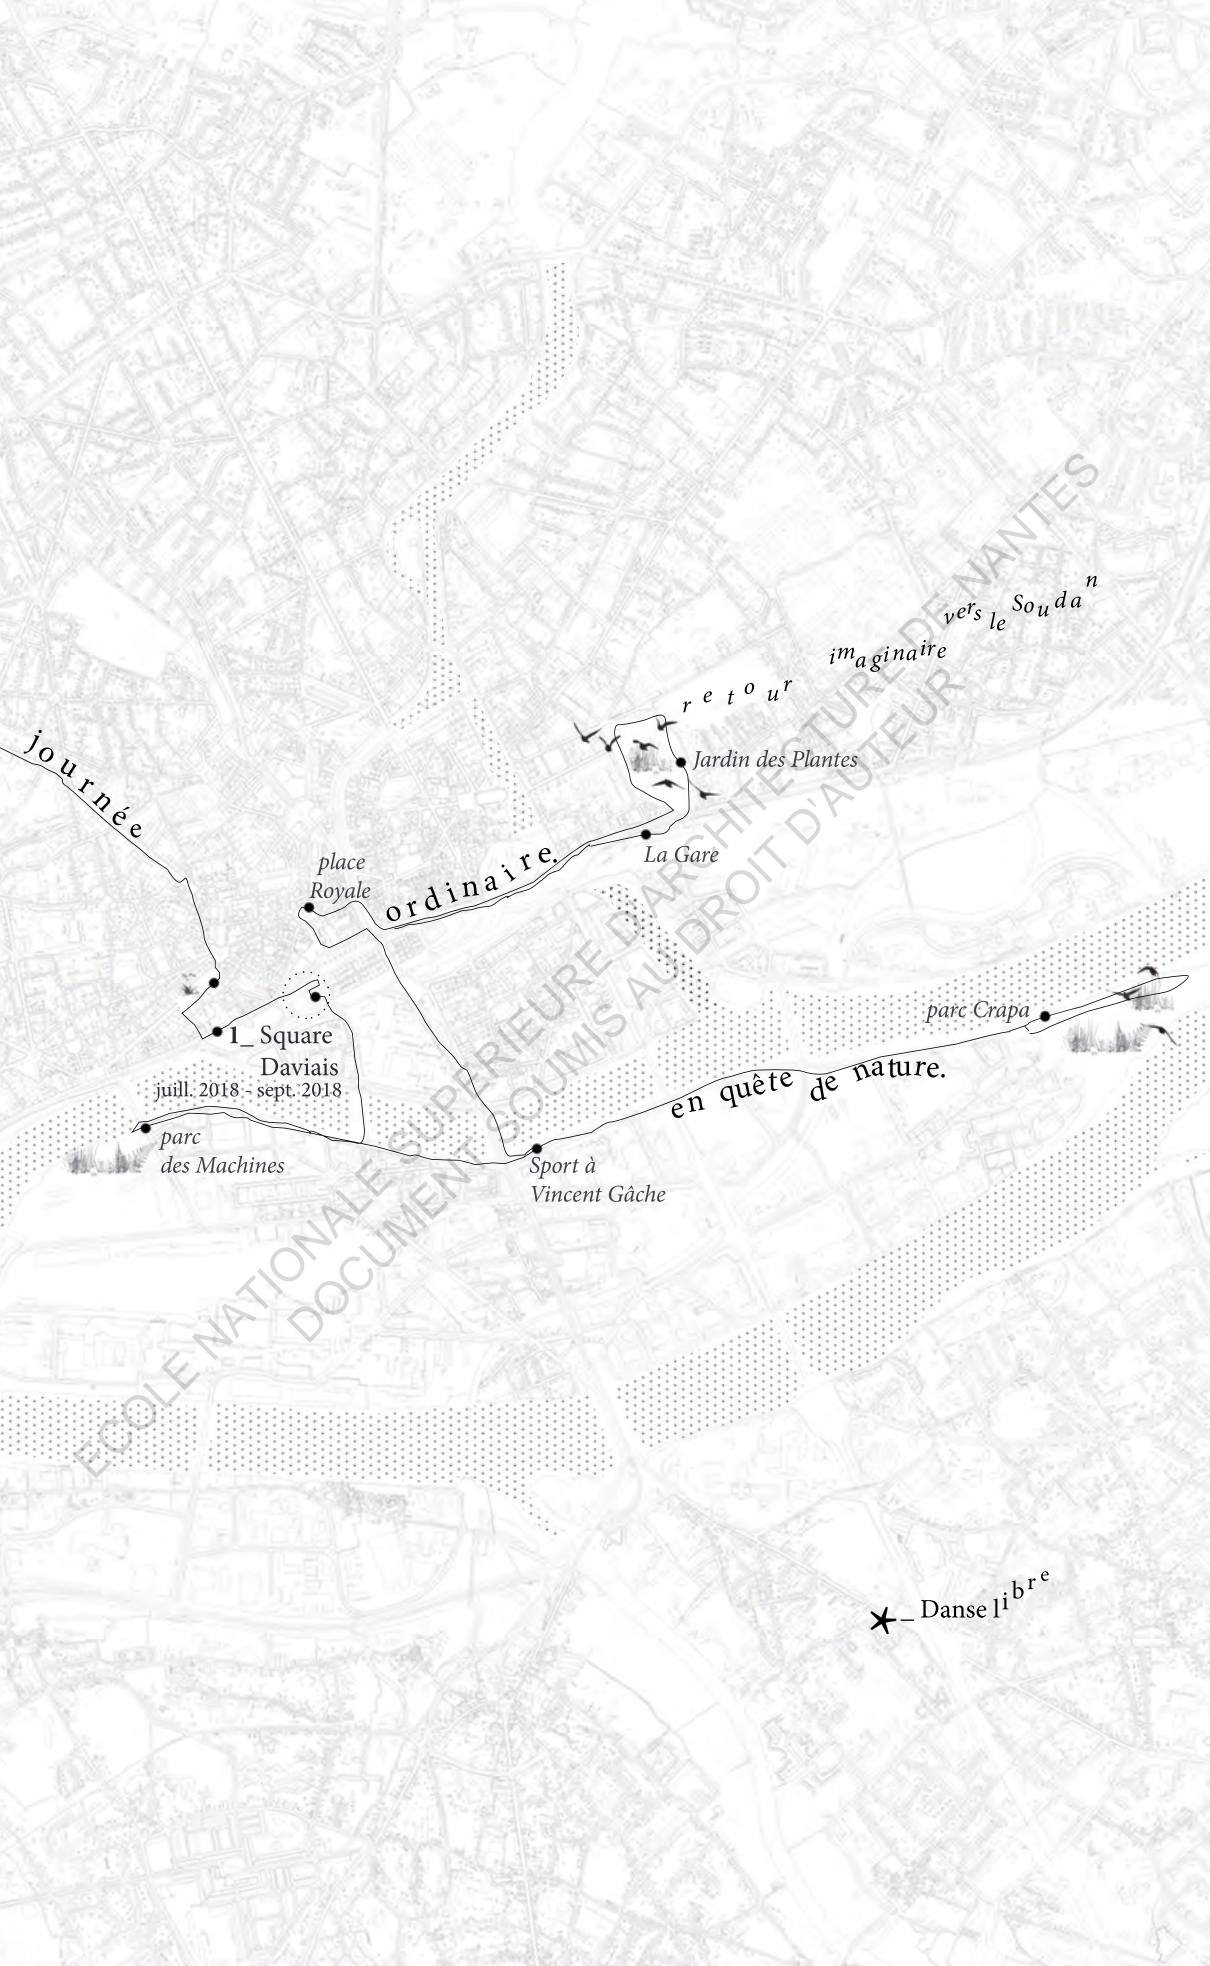 retour imaginaire vers le Soudan
journée
Jardin des Plantes
La Gare
place
Royale
ordinaire.
parc Crapa
1_ Square
Daviais
juill. 2018 - sept. 2018
en quête de nature.
parc
des Machines
Sport à
Vincent Gâche
_ Danse libre
ECOLE NATIONALE SUPERIEURE D'ARCHITECTURE DE NANTES
DOCUMENT SOUMIS AU DROIT D'AUTEUR